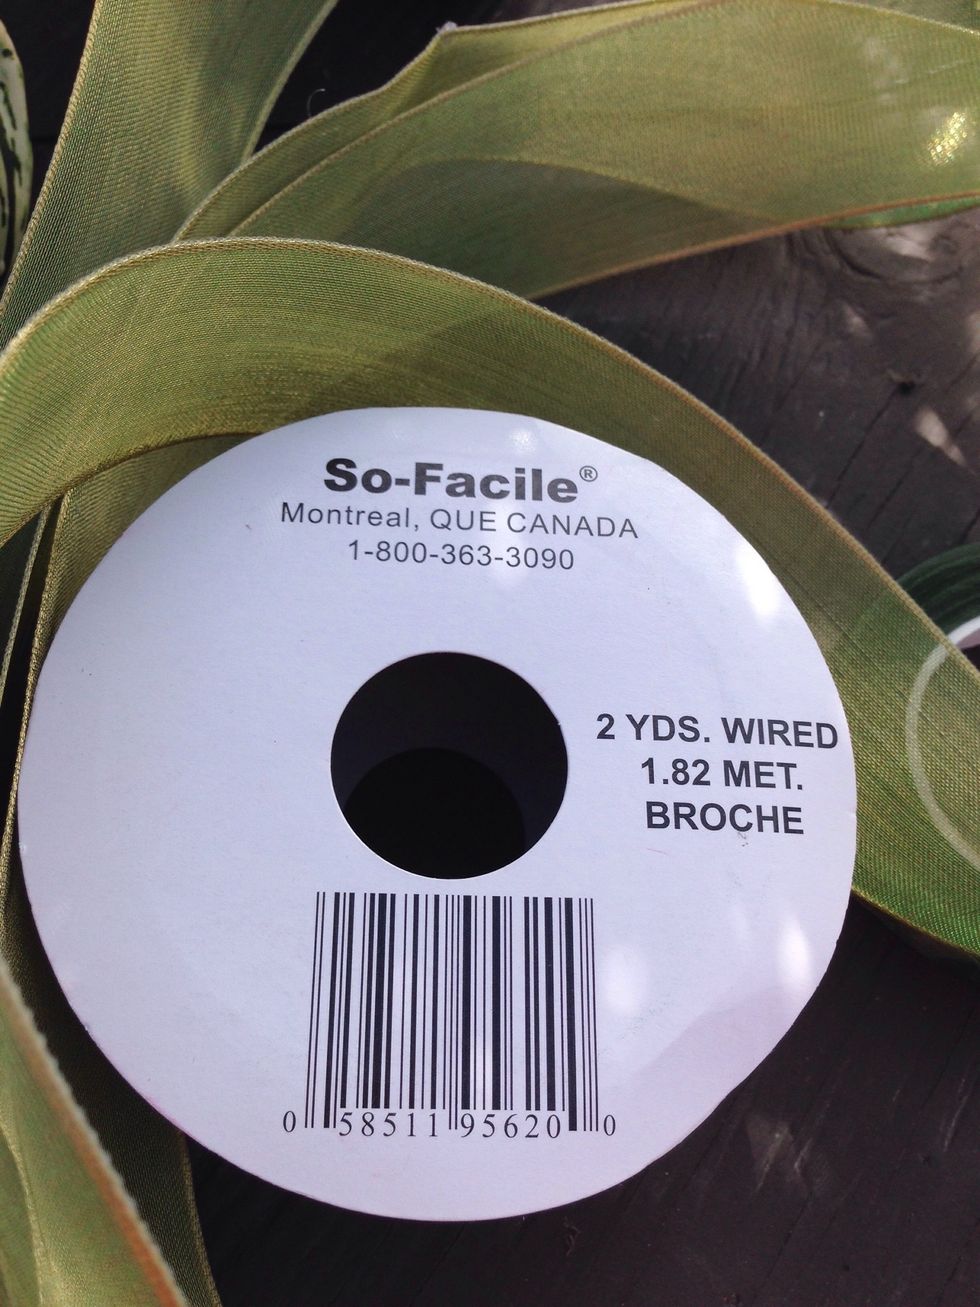 So-Facile®
Montreal, QUE CANADA
1-800-363-3090
2 YDS. WIRED
1.82 MET.
BROCHE
0 58511 95620 0